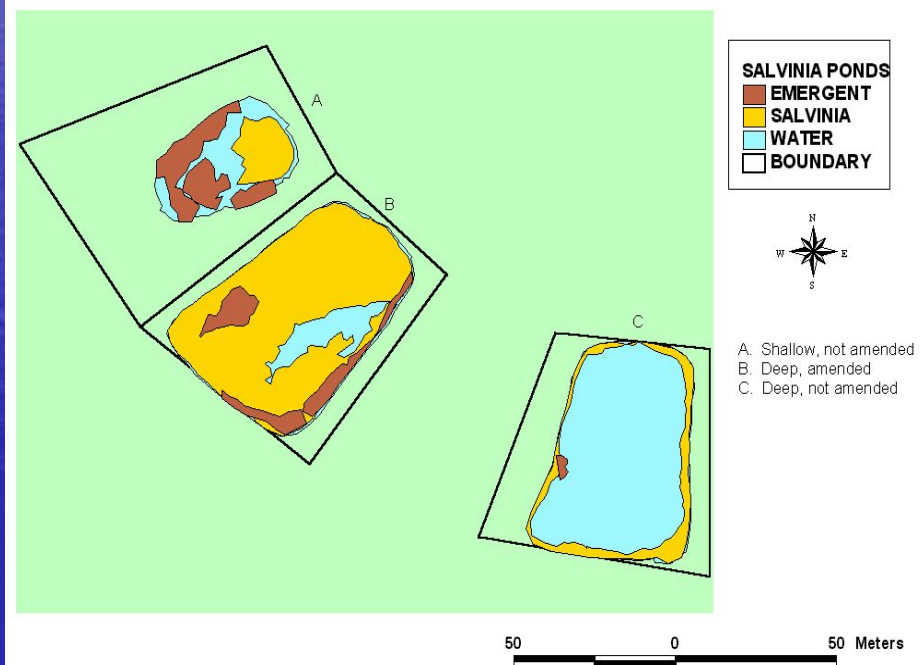 A
B
C
SALVINIA PONDS
EMERGENT
SALVINIA
WATER
BOUNDARY
N
W E
S
A. Shallow, not amended
B. Deep, amended
C. Deep, not amended
50 0 50 Meters